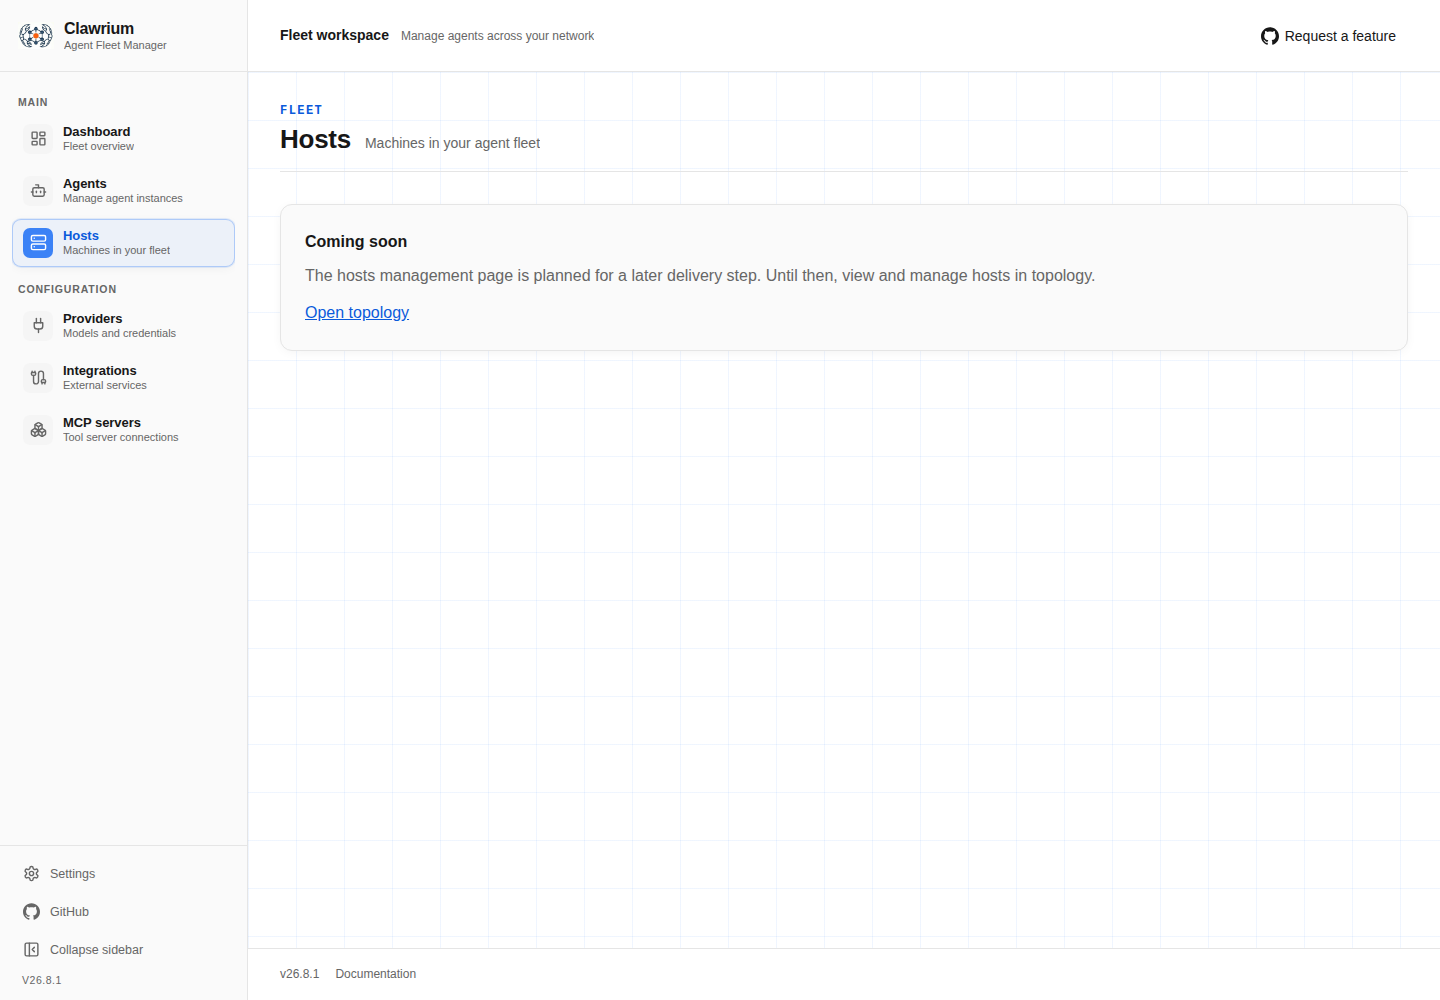 Clawrium
Agent Fleet Manager
MAIN
Dashboard
Fleet overview
Agents
Manage agent instances
Hosts
Machines in your fleet
CONFIGURATION
Providers
Models and credentials
Integrations
External services
MCP servers
Tool server connections
Settings
GitHub
Collapse sidebar
V26.8.1
Fleet workspace Manage agents across your network
Request a feature
FLEET
Hosts Machines in your agent fleet
Coming soon
The hosts management page is planned for a later delivery step. Until then, view and manage hosts in topology.
Open topology
v26.8.1 Documentation